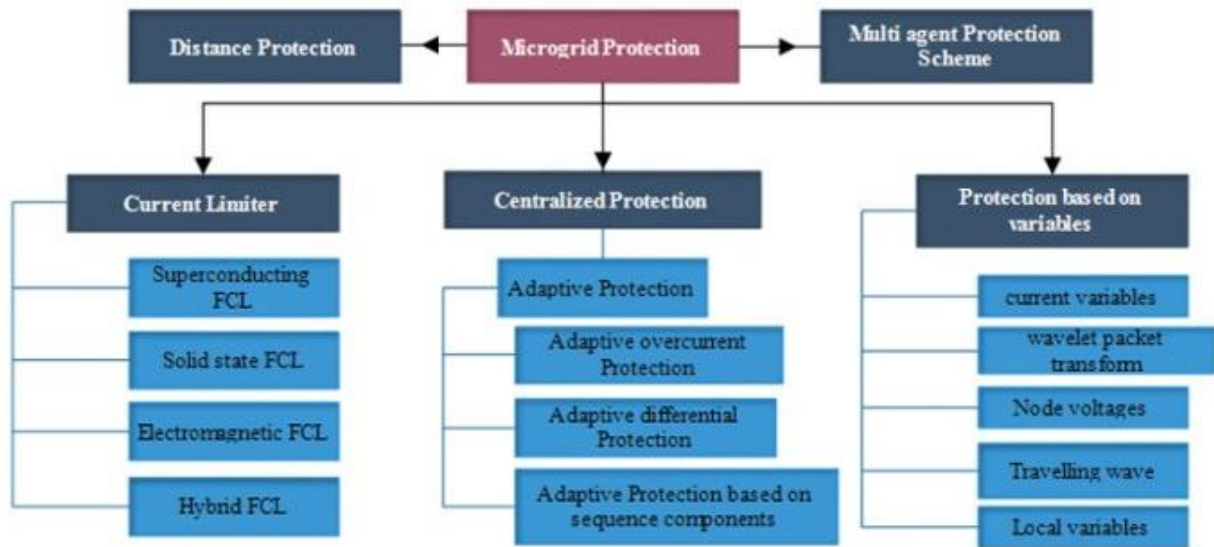 Distance Protection
Microgrid Protection
Multi agent Protection
Scheme
Current Limiter
Superconducting
FCL
Solid state FCL
Electromagnetic FCL
Hybrid FCL
Centralized Protection
Adaptive Protection
Adaptive overcurrent
Protection
Adaptive differential
Protection
Adaptive Protection based on
sequence components
Protection based on
variables
current variables
wavelet packet
transform
Node voltages
Travelling wave
Local variables